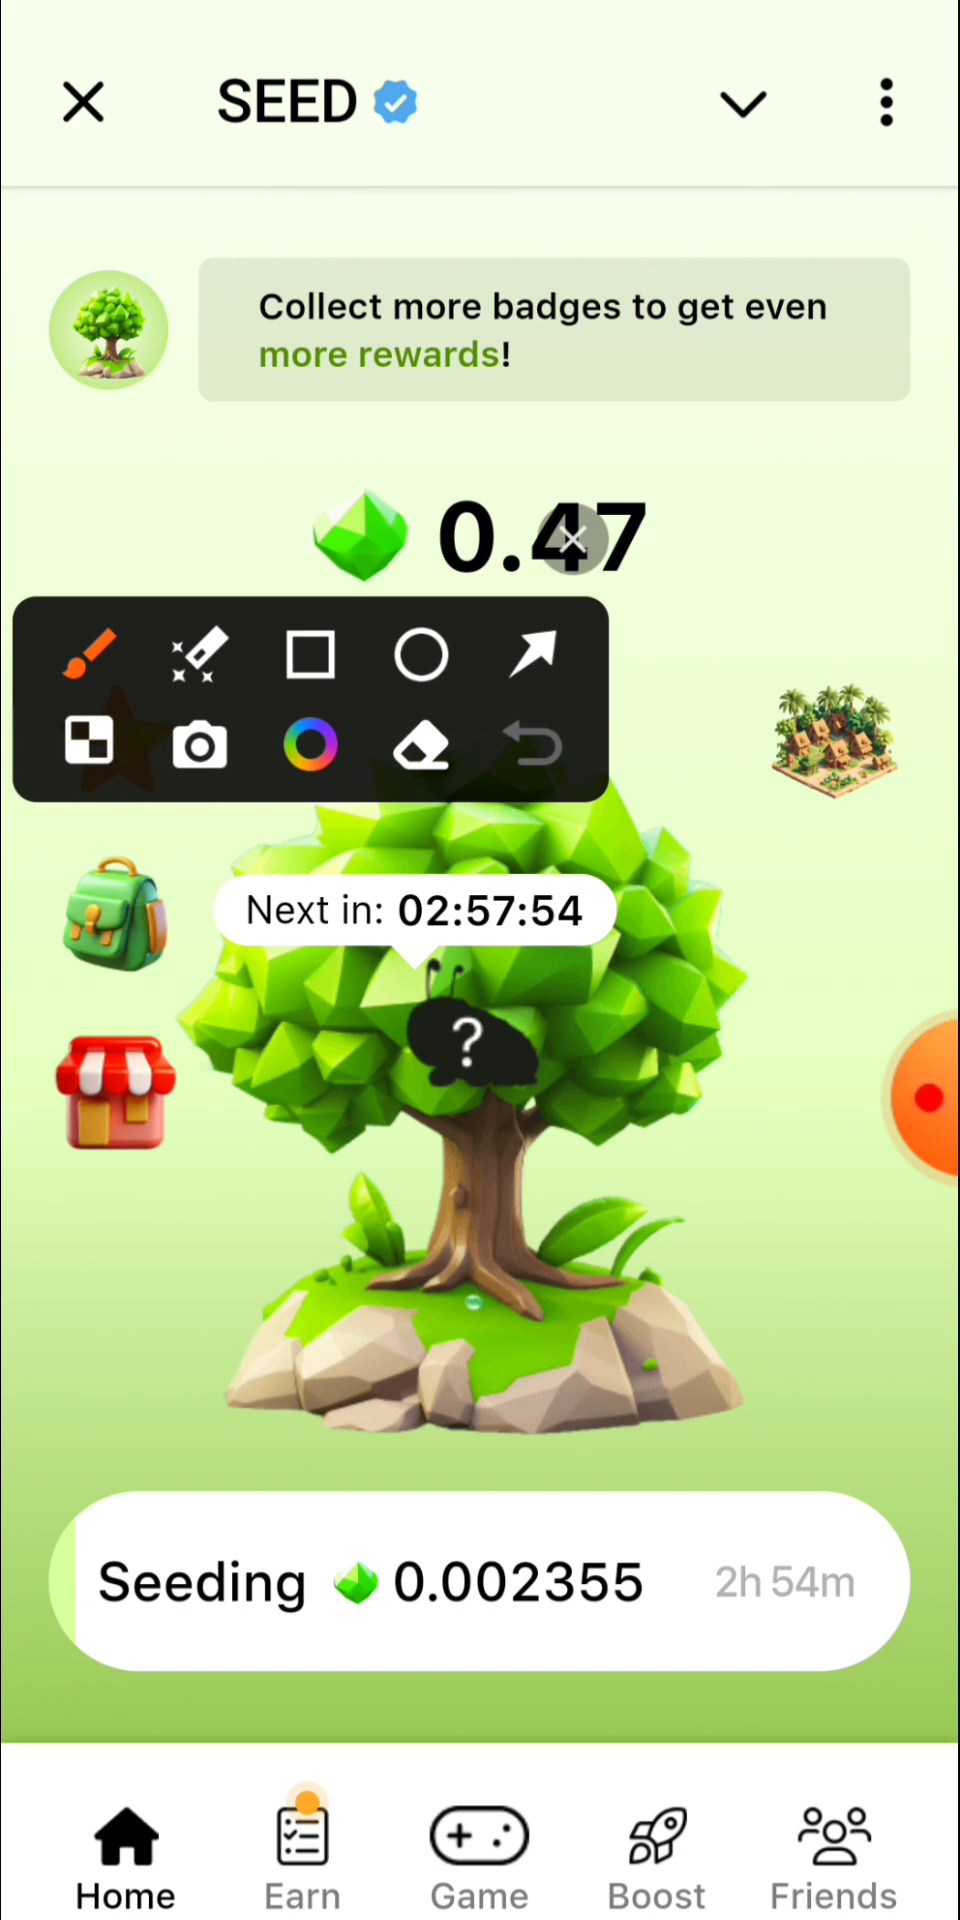 SEED
Collect more badges to get even
more rewards!
0.47
Next in: 02:57:54
?
Seeding 0.002355 2h 54m
Home Earn Game Boost Friends